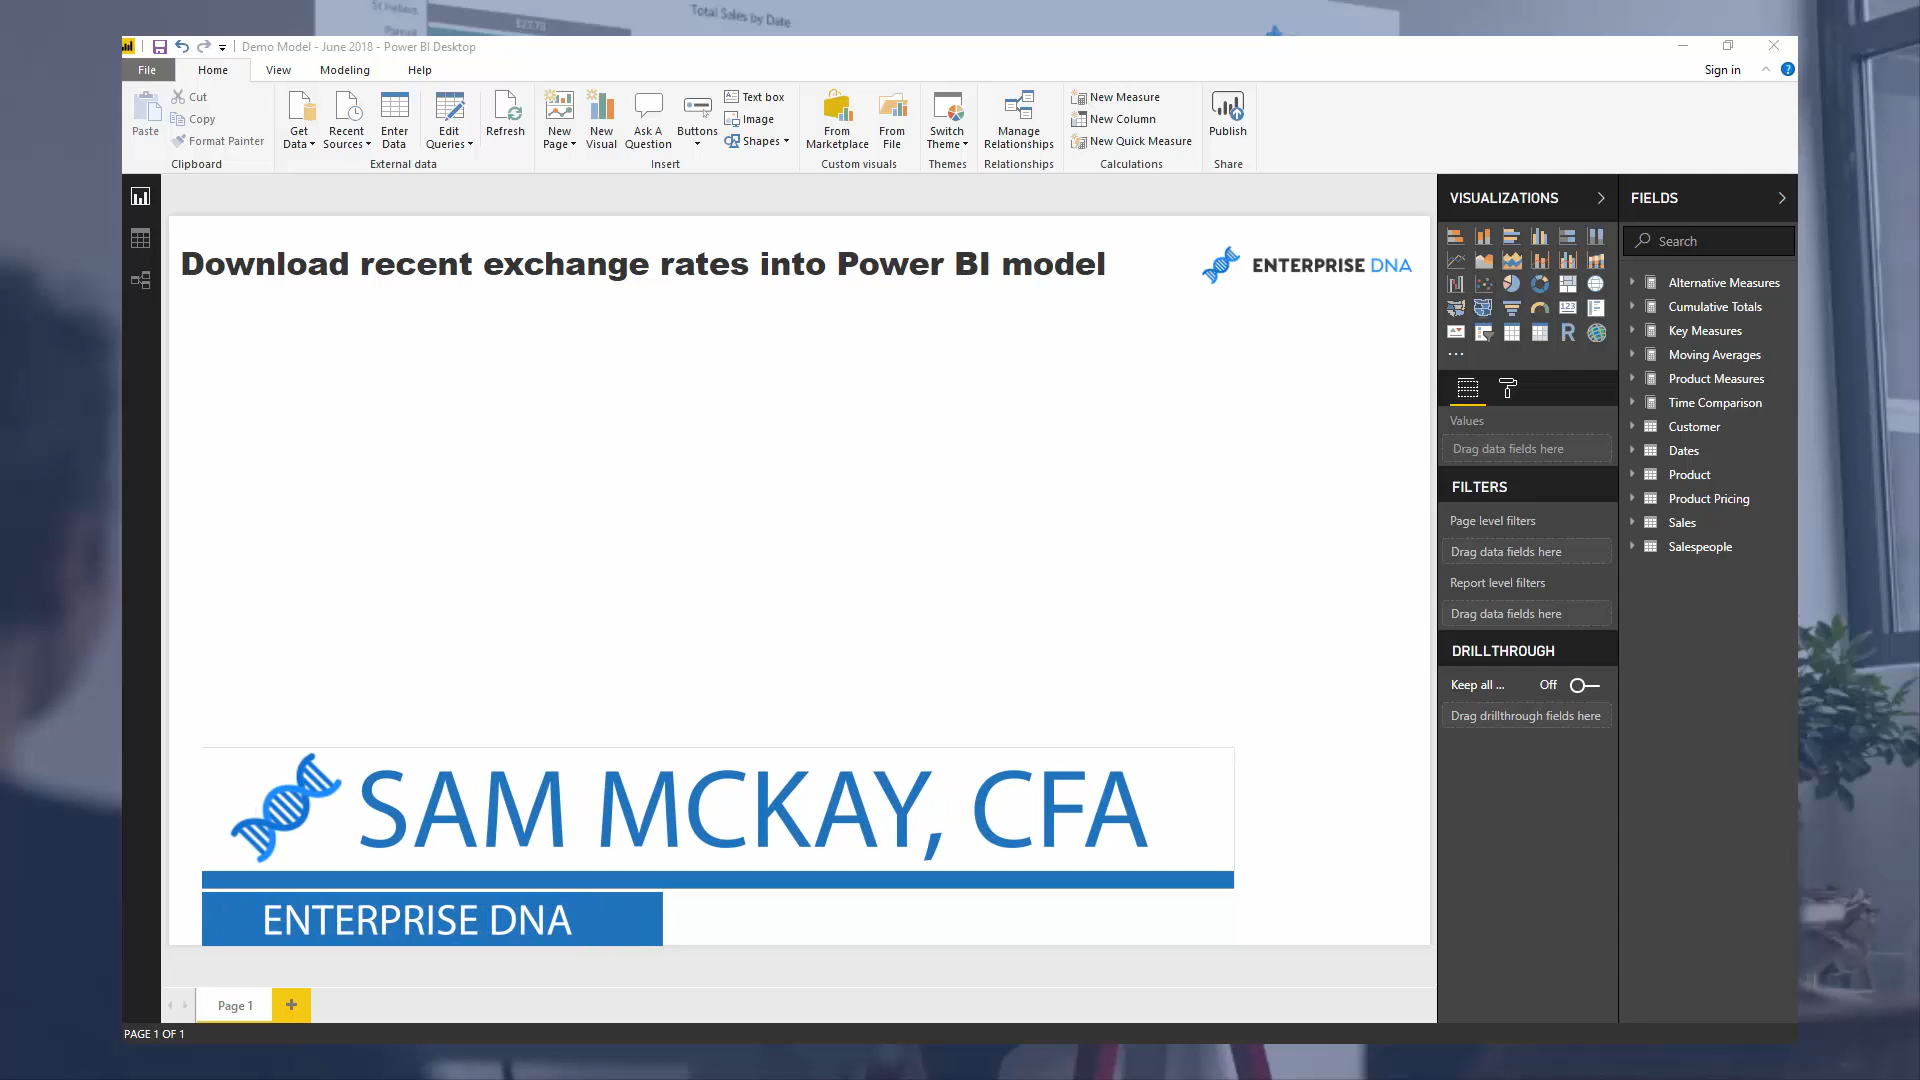 St Heliers
$23.70
Total Sales by Date
Demo Model - June 2018 - Power BI Desktop
File
Home
View
Modeling
Help
Sign in
Paste
Cut
Copy
Format Painter
Clipboard
Get Data
Recent Sources
Enter Data
Edit Queries
Refresh
External data
New Page
New Visual
Ask A Question
Buttons
Text box
Image
Shapes
Insert
From Marketplace
From File
Custom visuals
Switch Theme
Themes
Manage Relationships
Relationships
New Measure
New Column
New Quick Measure
Calculations
Publish
Share
Download recent exchange rates into Power BI model
ENTERPRISE DNA
SAM MCKAY, CFA
ENTERPRISE DNA
Page 1
PAGE 1 OF 1
VISUALIZATIONS
123
R
Values
Drag data fields here
FILTERS
Page level filters
Drag data fields here
Report level filters
Drag data fields here
DRILLTHROUGH
Keep all ...
Off
Drag drillthrough fields here
FIELDS
Search
Alternative Measures
Cumulative Totals
Key Measures
Moving Averages
Product Measures
Time Comparison
Customer
Dates
Product
Product Pricing
Sales
Salespeople